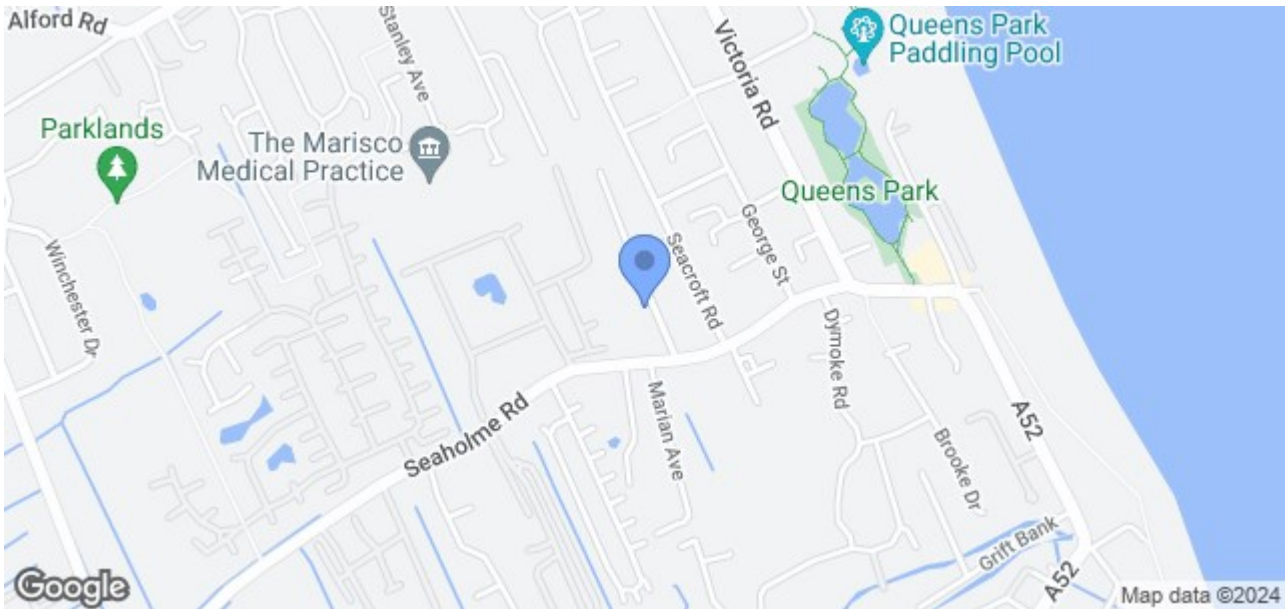 Alford Rd
Stanley Ave
Victoria Rd
Queens Park
Paddling Pool
Parklands
The Marisco
Medical Practice
Queens Park
George St
Seacroft Rd
Winchester Dr
Dymoke Rd
Marian Ave
A52
Seaholme Rd
Brooke Dr
Grift Bank
A52
Google
Map data ©2024